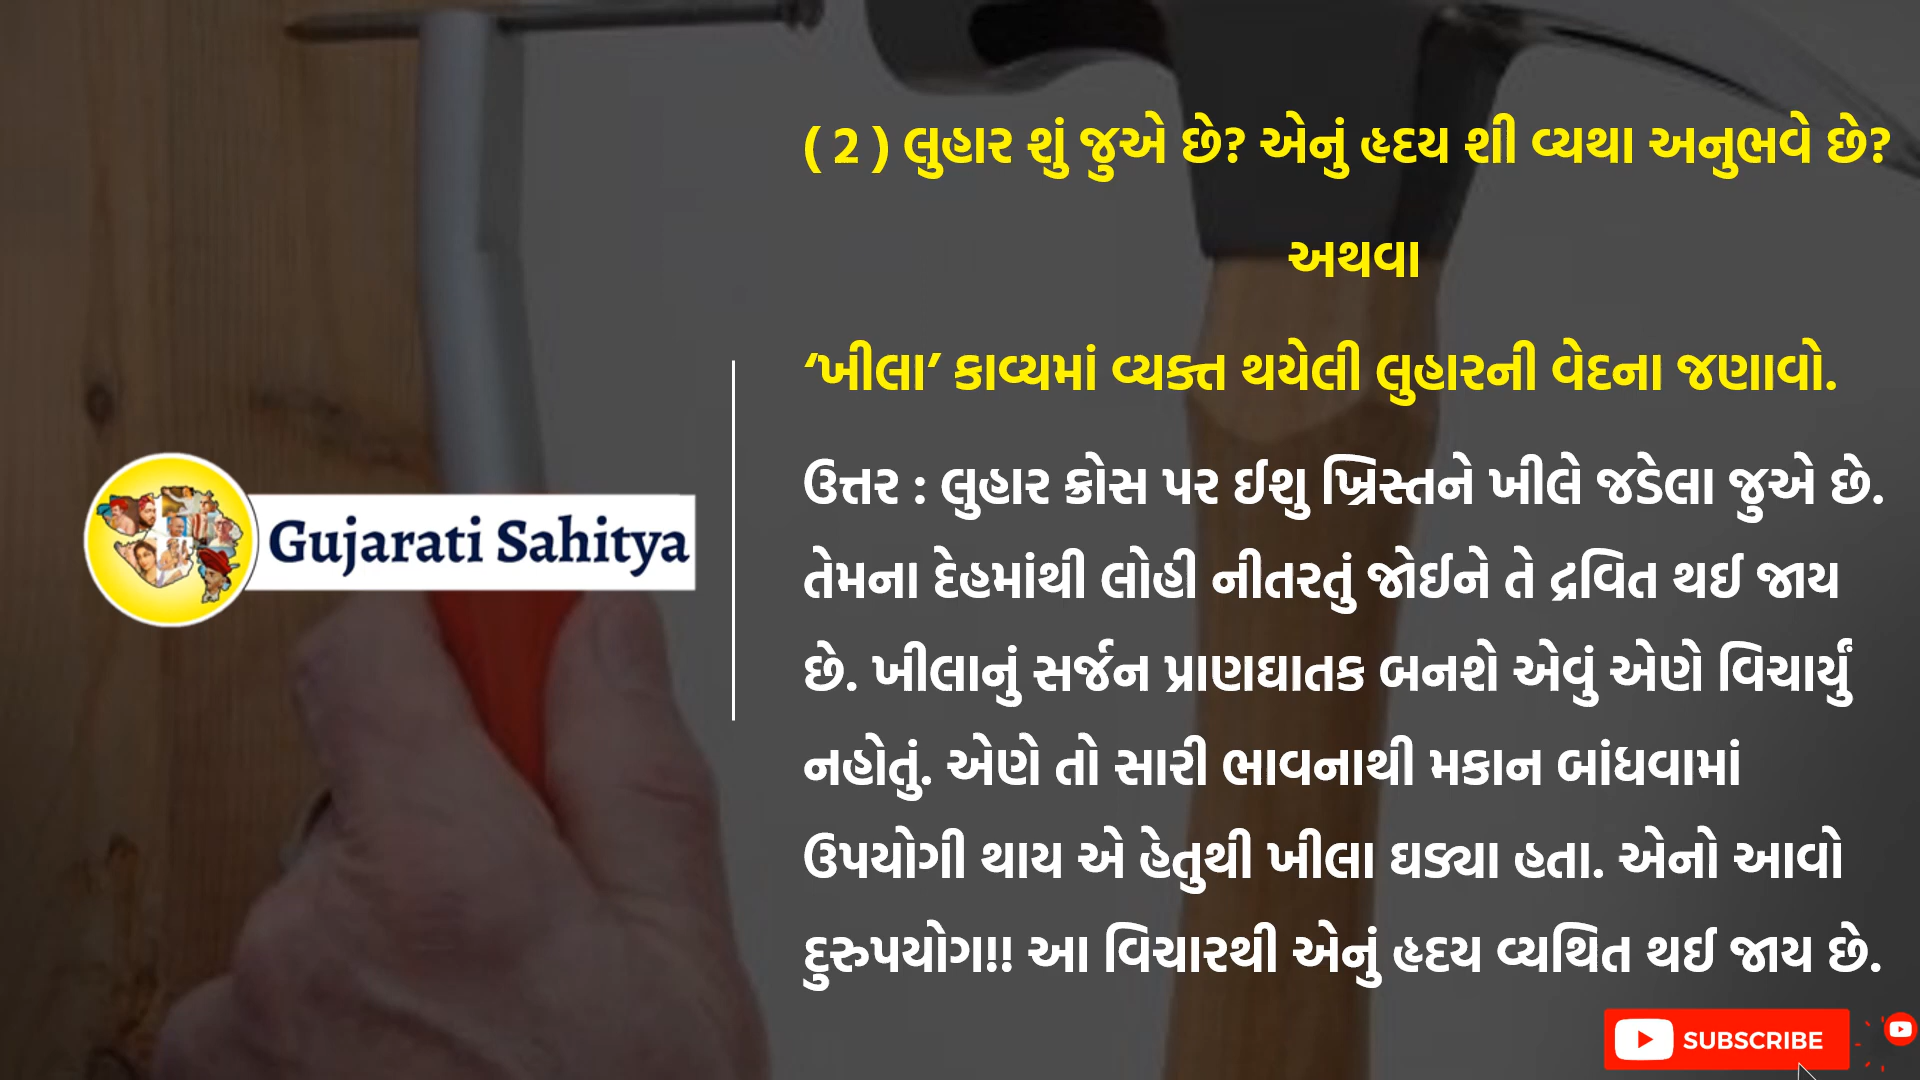 ( 2 ) લુહાર શું જુએ છે? એનું હૃદય શી વ્યથા અનુભવે છે?
અથવા
‘ખીલા’ કાવ્યમાં વ્યક્ત થયેલી લુહારની વેદના જણાવો.
ઉત્તર : લુહાર ક્રોસ પર ઈશુ ખ્રિસ્તને ખીલે જડેલા જુએ છે.
તેમના દેહમાંથી લોહી નીતરતું જોઈને તે દ્રવિત થઈ જાય
છે. ખીલાનું સર્જન પ્રાણઘાતક બનશે એવું એણે વિચાર્યું
નહોતું. એણે તો સારી ભાવનાથી મકાન બાંધવામાં
ઉપયોગી થાય એ હેતુથી ખીલા ઘડ્યા હતા. એનો આવો
દુરુપયોગ!! આ વિચારથી એનું હૃદય વ્યથિત થઈ જાય છે.
Gujarati Sahitya
SUBSCRIBE